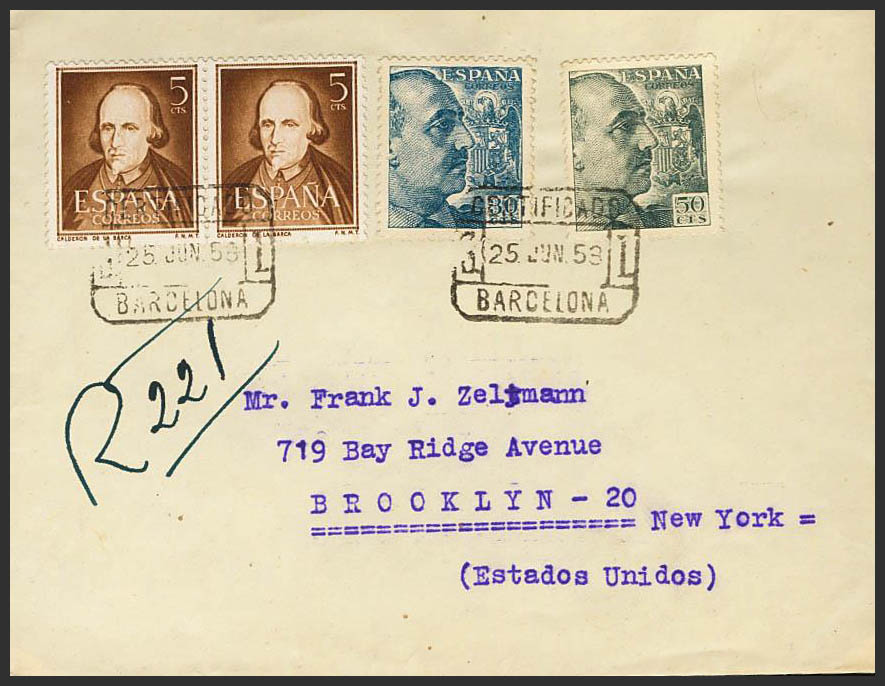 5 CTS
ESPAÑA
CORREOS
CALDERON DE LA BARCA F.N.M.T.
5 CTS
ESPAÑA
CORREOS
CALDERON DE LA BARCA F.N.M.T.
ESPAÑA
CORREOS
ESPAÑA
CORREOS
50
CTS
25 JUN. 58
BARCELONA
CERTIFICADO
25 JUN. 58
BARCELONA
R 221
Mr. Frank J. Zeltmann
719 Bay Ridge Avenue
BROOKLYN - 20
New York =
(Estados Unidos)